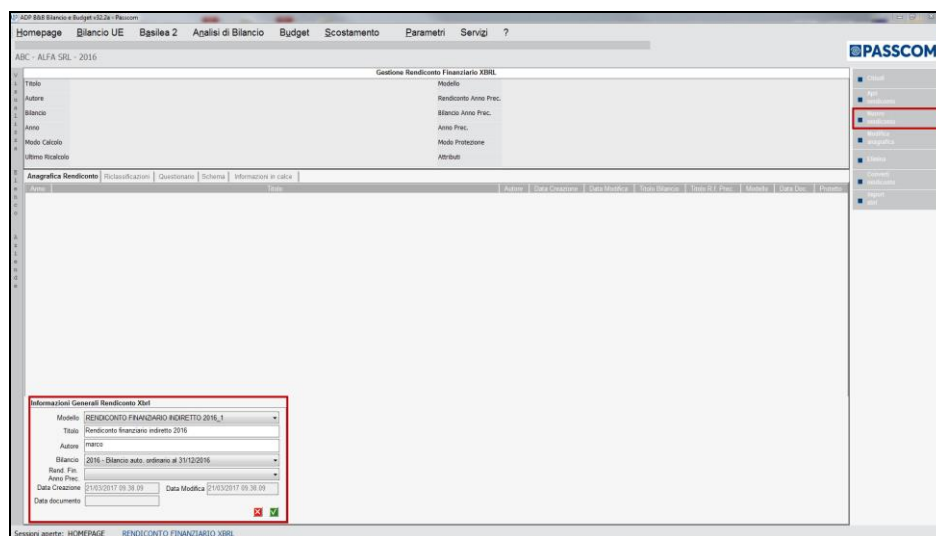 ADP B&B Bilancio e Budget v32.2a - Passcom
Homepage Bilancio UE Basilea 2 Analisi di Bilancio Budget Scostamento Parametri Servizi ?
ABC - ALFA SRL - 2016
PASSCOM
Gestione Rendiconto Finanziario XBRL
Titolo Modello
Autore Rendiconto Anno Prec.
Bilancio Bilancio Anno Prec.
Anno Anno Prec.
Modo Calcolo Modo Protezione
Ultimo Ricalcolo Attributi
Anagrafica Rendiconto Riclassificazioni Questionario Schema Informazioni in calce
Anno Titolo Autore Data Creazione Data Modifica Titolo Bilancio Titolo R.F. Prec. Modello Data Doc. Protetto
Chiudi
Apri
rendiconto
Nuovo
rendiconto
Modifica
anagrafica
Elimina
Converti
rendiconto
Import
Informazioni Generali Rendiconto Xbrl
Modello RENDICONTO FINANZIARIO INDIRETTO 2016_1
Titolo Rendiconto finanziario indiretto 2016
Autore marco
Bilancio 2016 - Bilancio auto. ordinario al 31/12/2016
Rend. Fin.
Anno Prec.
Data Creazione 21/03/2017 09.38.09 Data Modifica 21/03/2017 09.38.09
Data documento
Sessioni aperte: HOMEPAGE RENDICONTO FINANZIARIO XBRL